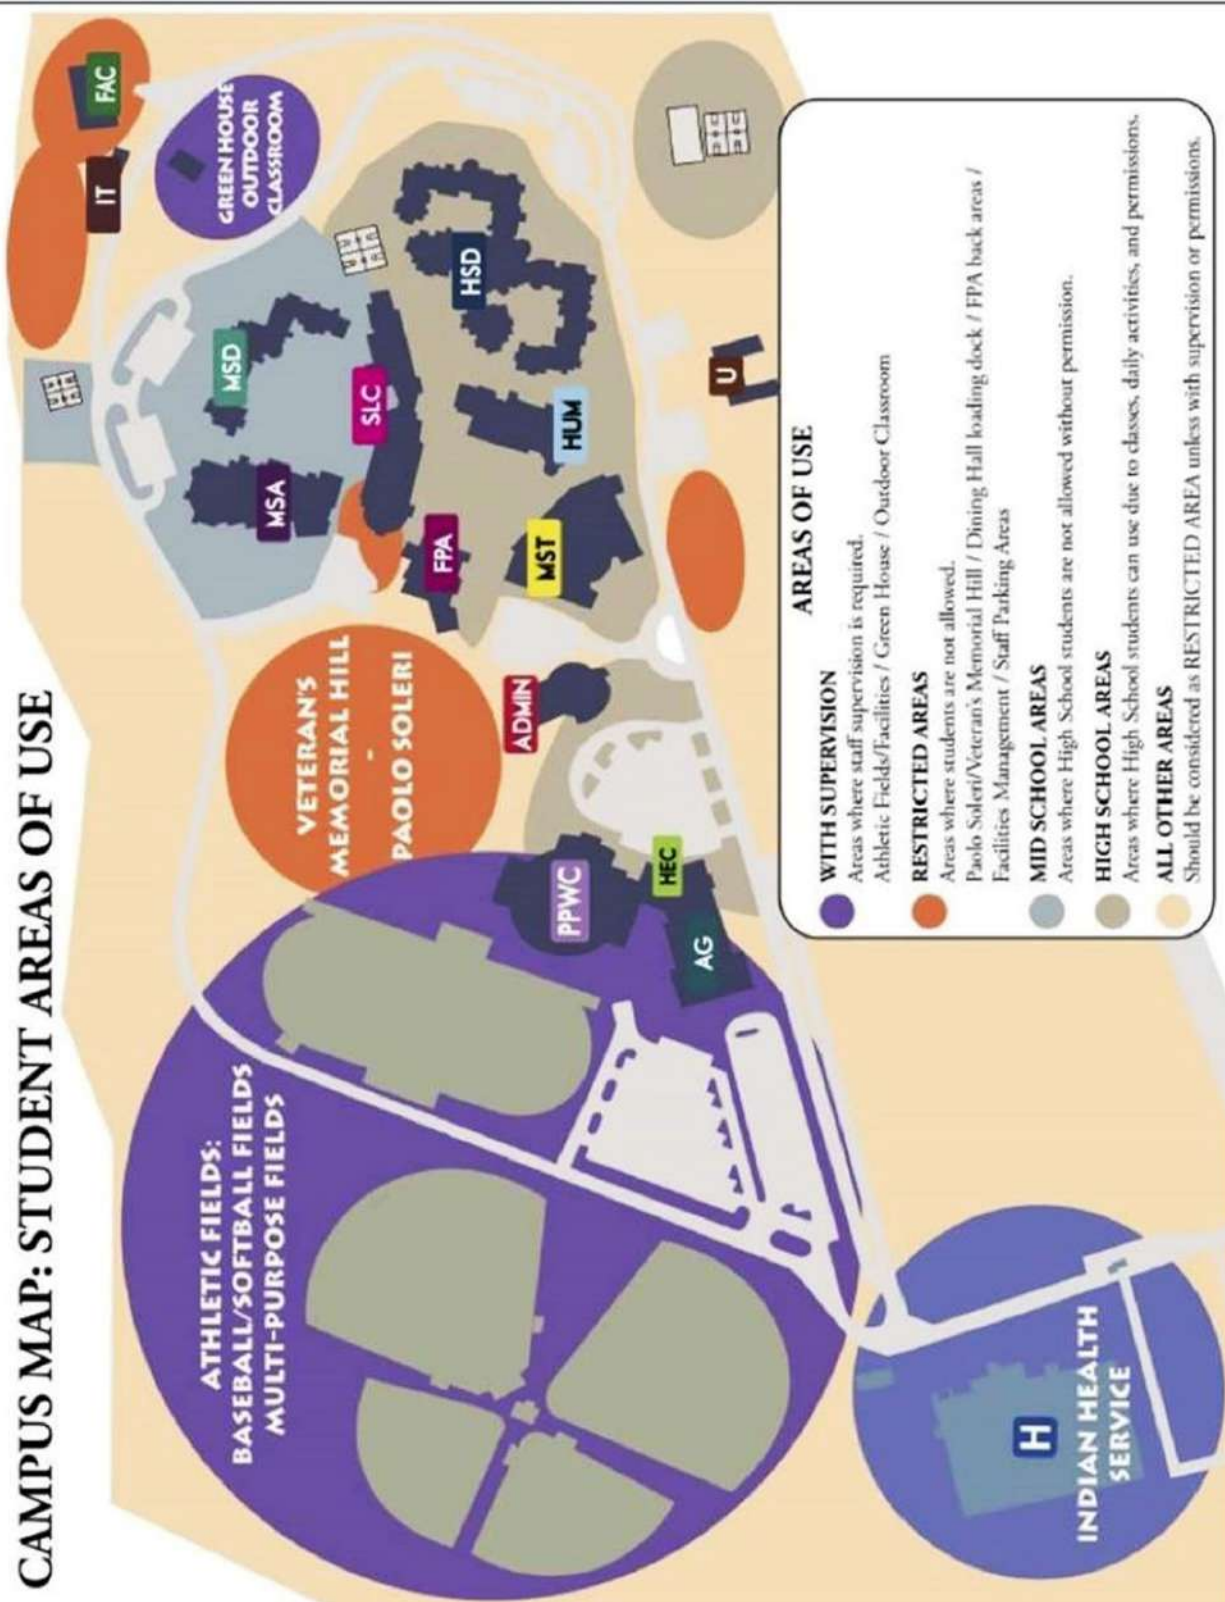 CAMPUS MAP: STUDENT AREAS OF USE
ATHLETIC FIELDS:
BASEBALL/SOFTBALL FIELDS
MULTI-PURPOSE FIELDS
VETERAN'S
MEMORIAL HILL
-
PAOLO SOLERI
MSA
MSD
IT
FAC
GREEN HOUSE
OUTDOOR
CLASSROOM
SLC
FPA
HSD
ADMIN
MST
HUM
PPWC
HEC
AG
U
H
INDIAN HEALTH
SERVICE
AREAS OF USE
WITH SUPERVISION
Areas where staff supervision is required.
Athletic Fields/Facilities / Green House / Outdoor Classroom
RESTRICTED AREAS
Areas where students are not allowed.
Paolo Soleri/Veteran's Memorial Hill / Dining Hall loading dock / FPA back areas /
Facilities Management / Staff Parking Areas
MID SCHOOL AREAS
Areas where High School students are not allowed without permission.
HIGH SCHOOL AREAS
Areas where High School students can use due to classes, daily activities, and permissions.
ALL OTHER AREAS
Should be considered as RESTRICTED AREA unless with supervision or permissions.